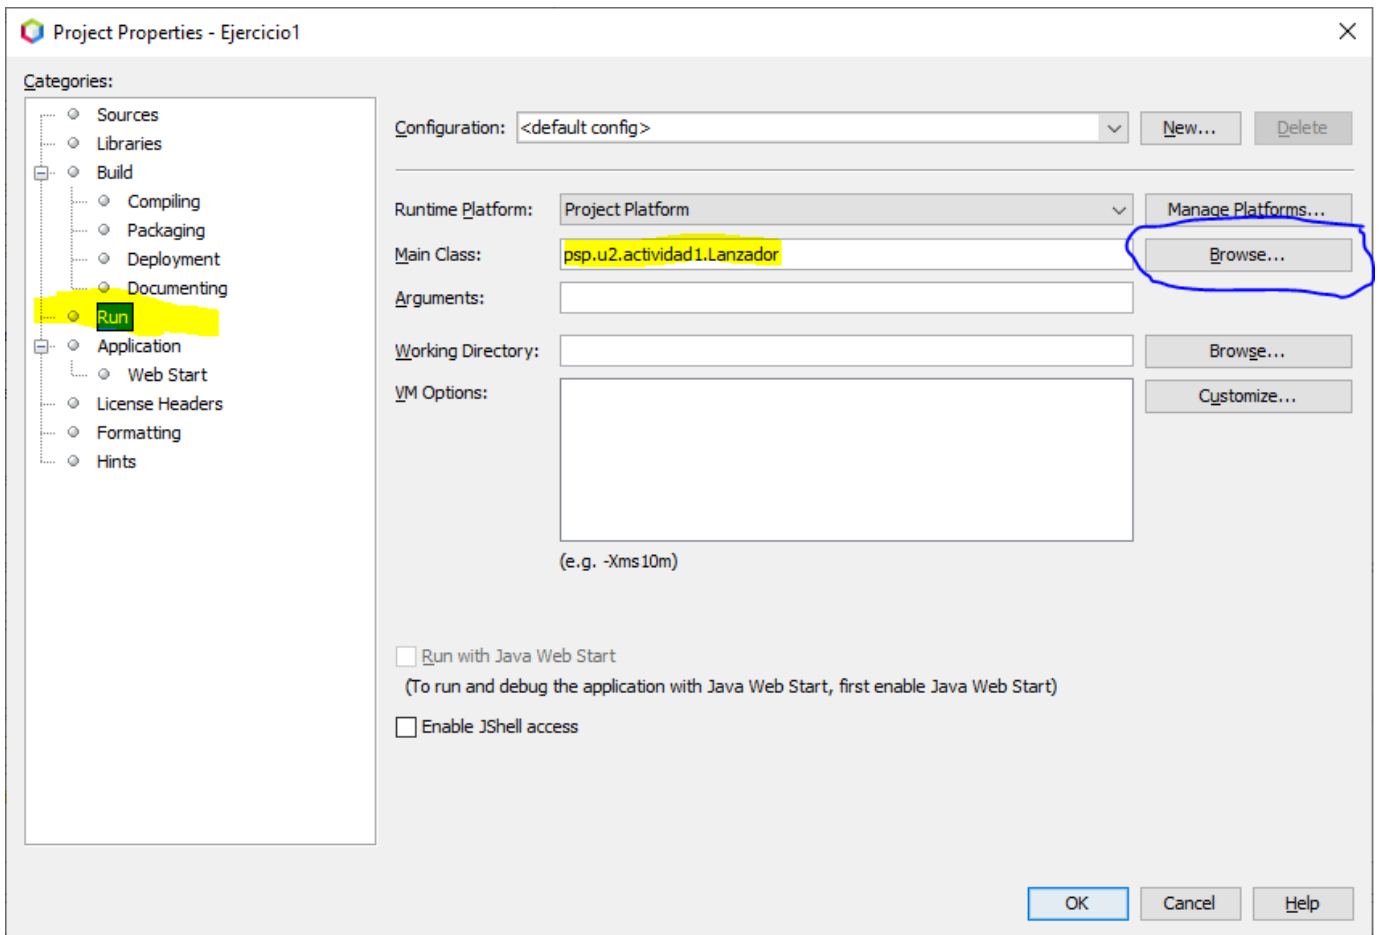 Project Properties - Ejercicio1
Categories:
Sources
Libraries
Build
Compiling
Packaging
Deployment
Documenting
Run
Application
Web Start
License Headers
Formatting
Hints
Configuration: <default config> New... Delete
Runtime Platform: Project Platform Manage Platforms...
Main Class: psp.u2.actividad1.Lanzador Browse...
Arguments:
Working Directory: Browse...
VM Options: Customize...
(e.g. -Xms10m)
Run with Java Web Start
(To run and debug the application with Java Web Start, first enable Java Web Start)
Enable JShell access
OK Cancel Help